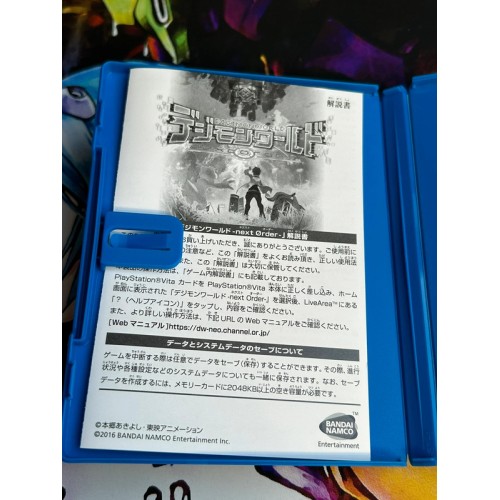 解説書
デジモンワールド
デジモンワールド -next 0rder-』解説書
お買い上げいただき、誠にありがとうございます。ご使用前に
の注意など、この「解説書」をよくお読み頂き、正しい使用法
また、この「解説書」は大切に保管してください。
方法は、「ゲーム内解説書」にも記載しております。
PlayStation®Vita カードを PlayStation®Vita 本体に正しく差し込み、ホーム
画面に表示された「デジモンワールド -next 0rder-」を選択後、LiveArea™にある
「？（ヘルプアイコン）」をタップし、内容をご確認ください。
また、より詳しい操作方法は、下記URLのWebマニュアルをご確認ください。
[Web マニュアル]https://dw-neo.channel.or.jp/
データとシステムデータのセーブについて
ゲームを中断する際は任意でデータをセーブ（保存）することができます。その際、進行
状況や各種設定などのシステムデータについても一緒に保存されます。なお、セーブ
データを作成するには、メモリーカードに2048KB以上の空き容量が必要です。
©本郷あきよし・東映アニメーション
©2016 BANDAI NAMCO Entertainment Inc.
BANDAI
NAMCO
Entertainment